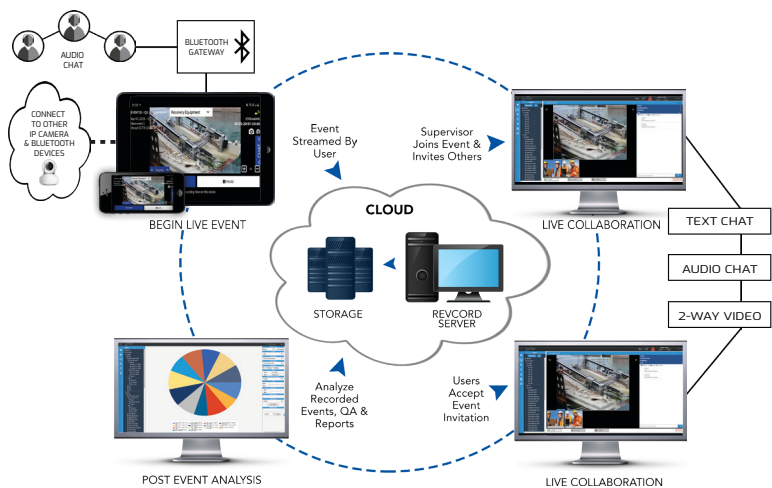 AUDIO
CHAT
BLUETOOTH
GATEWAY
CONNECT
TO OTHER
IP CAMERA
& BLUETOOTH
DEVICES
Recovery Equipment
BEGIN LIVE EVENT
Event
Streamed By
User
Supervisor
Joins Event &
Invites Others
LIVE COLLABORATION
CLOUD
STORAGE
REVCORD
SERVER
TEXT CHAT
AUDIO CHAT
2-WAY VIDEO
Analyze
Recorded
Events, QA &
Reports
Users
Accept
Event
Invitation
POST EVENT ANALYSIS
LIVE COLLABORATION